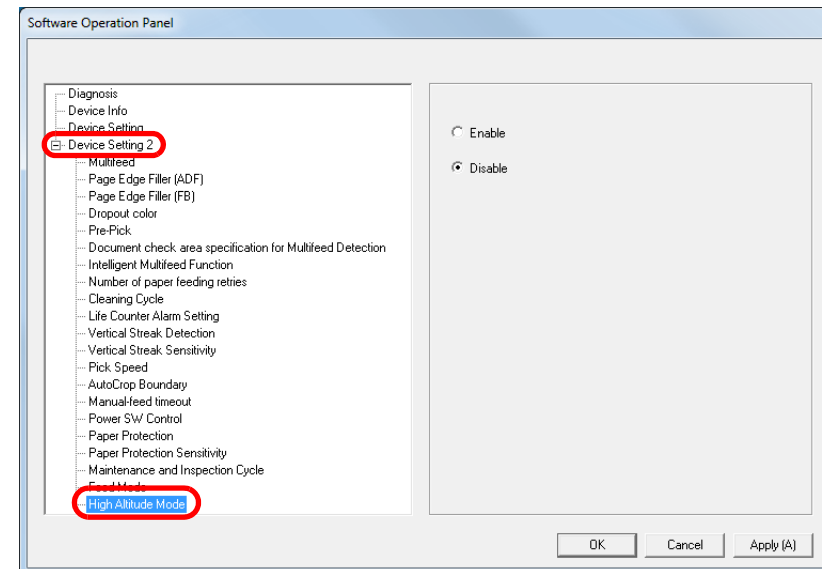 Software Operation Panel
Diagnosis
Device Info
Device Setting
Device Setting 2
Multifeed
Page Edge Filler (ADF)
Page Edge Filler (FB)
Dropout color
Pre-Pick
Document check area specification for Multifeed Detection
Intelligent Multifeed Function
Number of paper feeding retries
Cleaning Cycle
Life Counter Alarm Setting
Vertical Streak Detection
Vertical Streak Sensitivity
Pick Speed
AutoCrop Boundary
Manual-feed timeout
Power SW Control
Paper Protection
Paper Protection Sensitivity
Maintenance and Inspection Cycle
Feed Mode
High Altitude Mode
Enable
Disable
OK Cancel Apply (A)